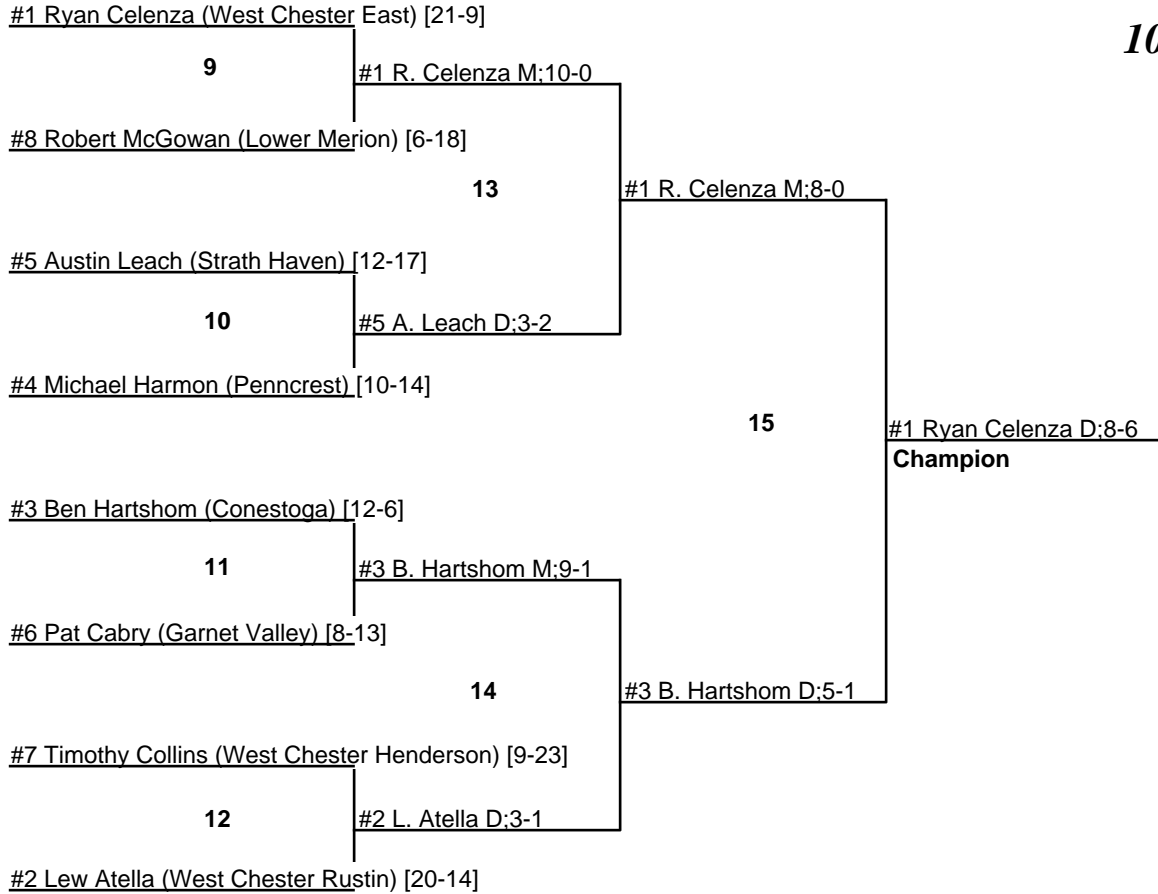 #1 Ryan Celenza (West Chester East) [21-9]
10
9
#1 R. Celenza M;10-0
#8 Robert McGowan (Lower Merion) [6-18]
13
#1 R. Celenza M;8-0
#5 Austin Leach (Strath Haven) [12-17]
10
#5 A. Leach D;3-2
#4 Michael Harmon (Penncrest) [10-14]
15
#1 Ryan Celenza D;8-6
Champion
#3 Ben Hartshom (Conestoga) [12-6]
11
#3 B. Hartshom M;9-1
#6 Pat Cabry (Garnet Valley) [8-13]
14
#3 B. Hartshom D;5-1
#7 Timothy Collins (West Chester Henderson) [9-23]
12
#2 L. Atella D;3-1
#2 Lew Atella (West Chester Rustin) [20-14]